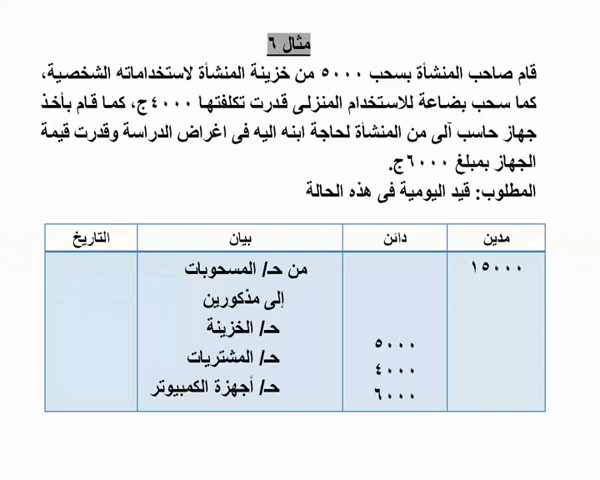 مثال ٦
قام صاحب المنشأة بسحب ٥٠٠٠ من خزينة المنشأة لاستخداماته الشخصية،
كما سحب بضاعة للاستخدام المنزلى قدرت تكلفتها ٤٠٠٠ج، كما قام بأخذ
جهاز حاسب آلى من المنشأة لحاجة ابنه اليه فى اغراض الدراسة وقدرت قيمة
الجهاز بمبلغ ٦٠٠٠ج.
المطلوب: قيد اليومية فى هذه الحالة
مدين دائن بيان التاريخ
١٥٠٠٠ من حـ/ المسحوبات
إلى مذكورين
حـ/ الخزينة
٥٠٠٠ حـ/ المشتريات
٤٠٠٠ حـ/ أجهزة الكمبيوتر
٦٠٠٠